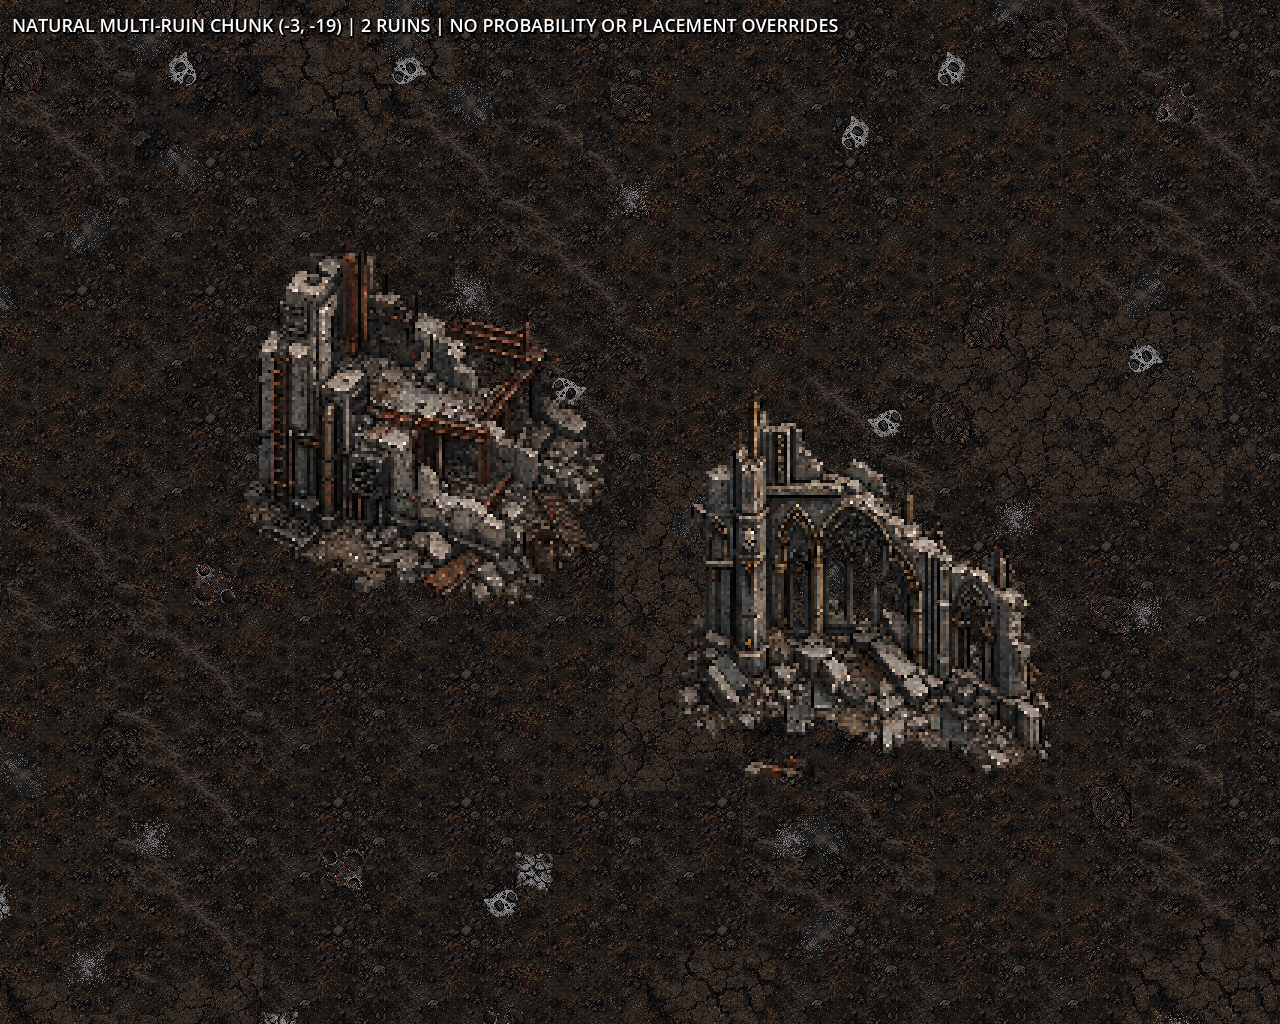 NATURAL MULTI-RUIN CHUNK (-3, -19) | 2 RUINS | NO PROBABILITY OR PLACEMENT OVERRIDES